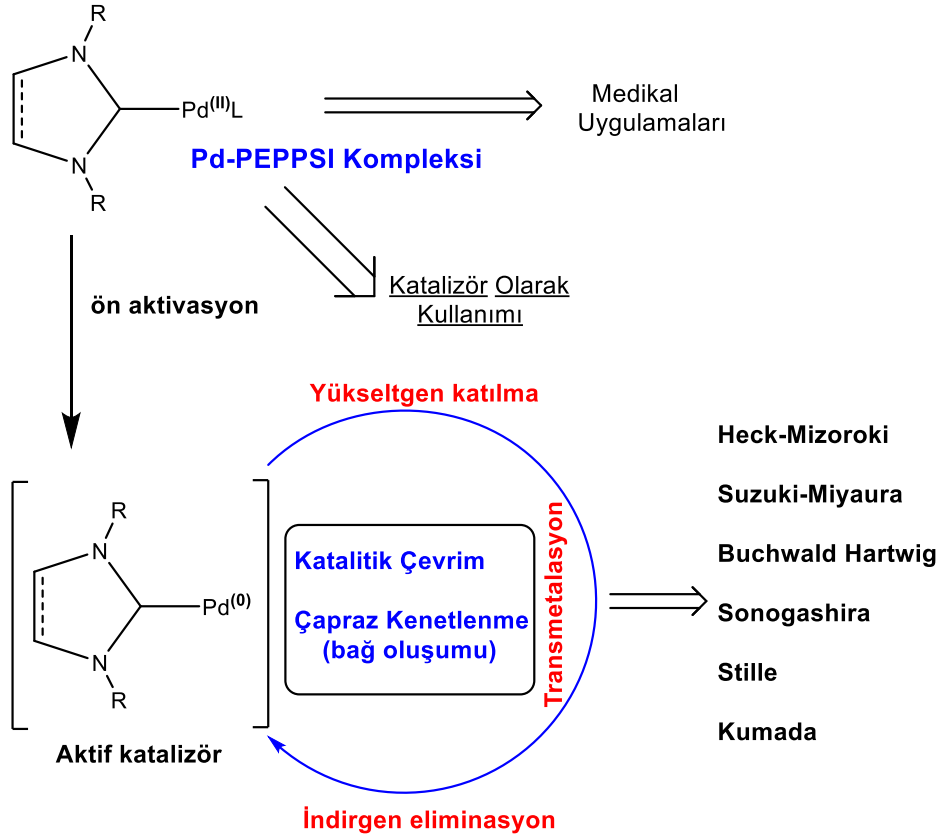 R
N
Pd(II)L
N
R
Pd-PEPPSI Kompleksi
Medikal
Uygulamaları
Katalizör Olarak
Kullanımı
ön aktivasyon
Yükseltgen katılma
R
N
Pd(0)
N
R
Aktif katalizör
Katalitik Çevrim
Çapraz Kenetlenme
(bağ oluşumu)
Transmetalasyon
İndirgen eliminasyon
Heck-Mizoroki
Suzuki-Miyaura
Buchwald Hartwig
Sonogashira
Stille
Kumada